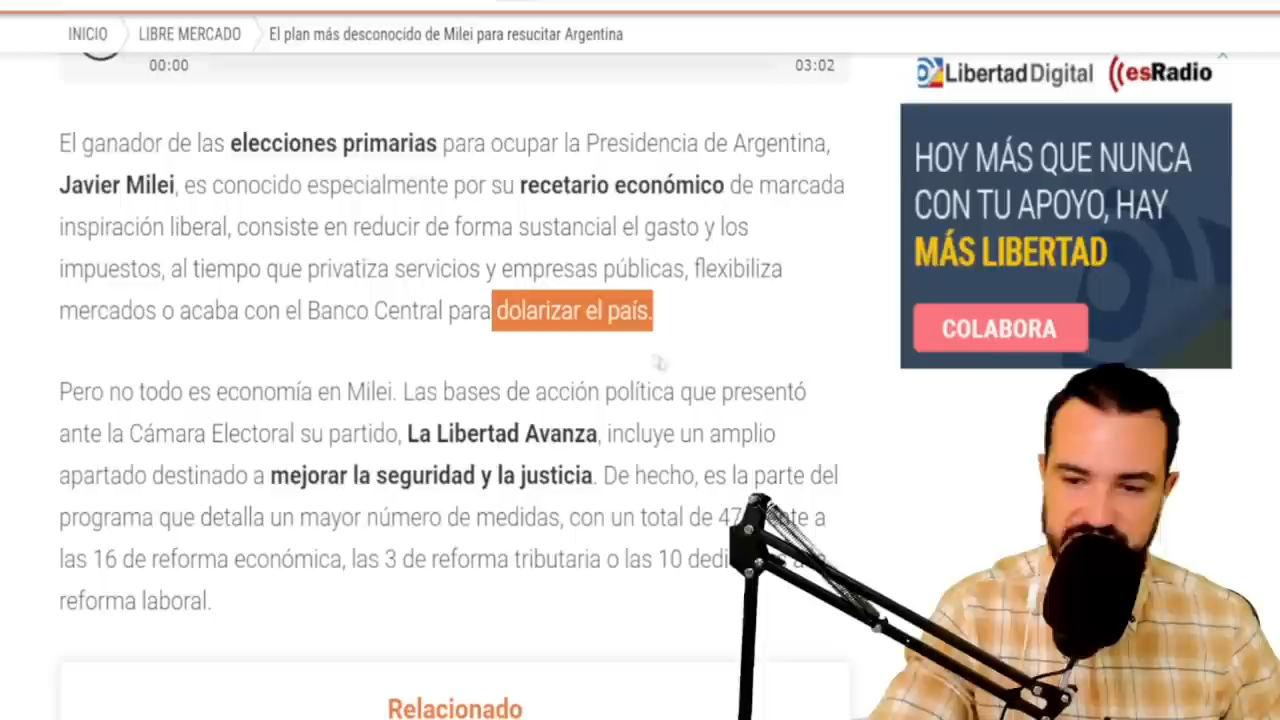 INICIO LIBRE MERCADO El plan más desconocido de Milei para resucitar Argentina
00:00 03:02
El ganador de las elecciones primarias para ocupar la Presidencia de Argentina,
Javier Milei, es conocido especialmente por su recetario económico de marcada
inspiración liberal, consiste en reducir de forma sustancial el gasto y los
impuestos, al tiempo que privatiza servicios y empresas públicas, flexibiliza
mercados o acaba con el Banco Central para dolarizar el país.
Pero no todo es economía en Milei. Las bases de acción política que presentó
ante la Cámara Electoral su partido, La Libertad Avanza, incluye un amplio
apartado destinado a mejorar la seguridad y la justicia. De hecho, es la parte del
programa que detalla un mayor número de medidas, con un total de 47 a
las 16 de reforma económica, las 3 de reforma tributaria o las 10
reforma laboral.
Relacionado
Libertad Digital esRadio
HOY MÁS QUE NUNCA
CON TU APOYO, HAY
MÁS LIBERTAD
COLABORA